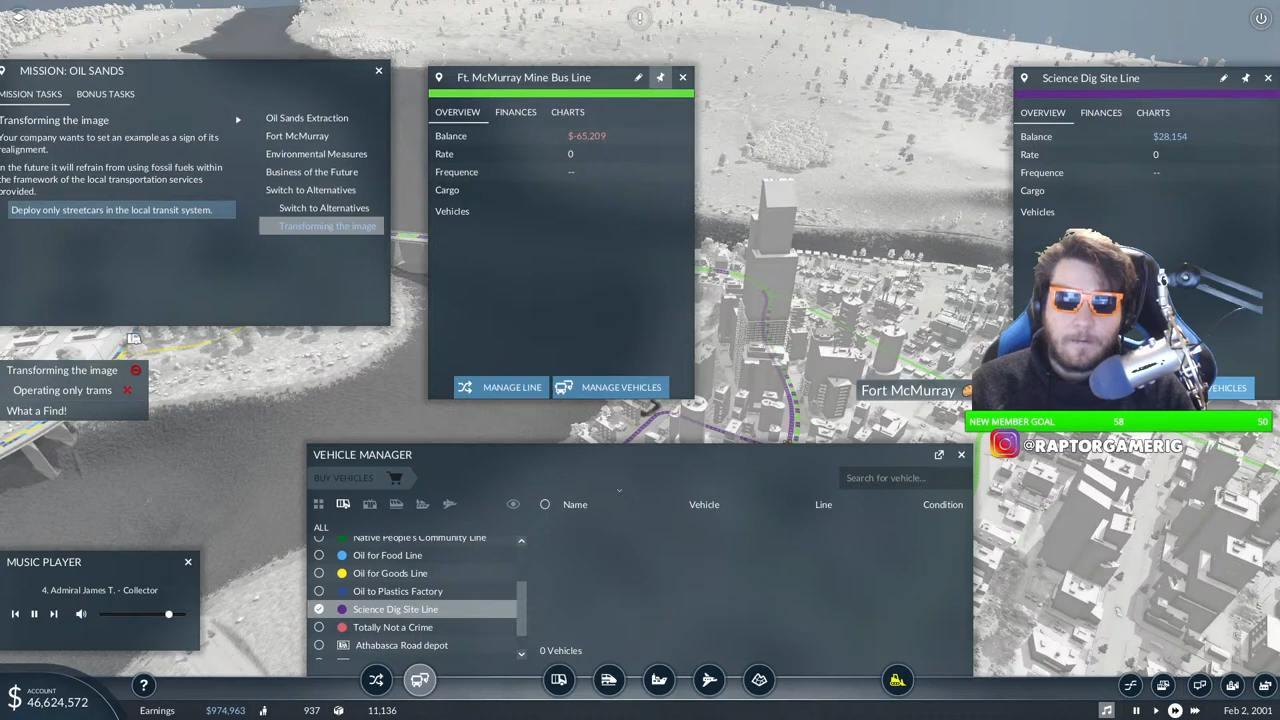 MISSION: OIL SANDS
MISSION TASKS
BONUS TASKS
Transforming the image
Your company wants to set an example as a sign of its
realignment.
In the future it will refrain from using fossil fuels within
the framework of the local transportation services
provided.
Deploy only streetcars in the local transit system.
Oil Sands Extraction
Fort McMurray
Environmental Measures
Business of the Future
Switch to Alternatives
Switch to Alternatives
Transforming the image
Ft. McMurray Mine Bus Line
OVERVIEW
FINANCES
CHARTS
Balance
$-65,209
Rate
0
Frequence
--
Cargo
Vehicles
MANAGE LINE
MANAGE VEHICLES
Science Dig Site Line
OVERVIEW
FINANCES
CHARTS
Balance
$28,154
Rate
0
Frequence
--
Cargo
Vehicles
VEHICLES
Transforming the image
Operating only trams
What a Find!
Fort McMurray
NEW MEMBER GOAL
58
50
@RAPTORGAMERIG
VEHICLE MANAGER
BUY VEHICLES
Search for vehicle...
Name
Vehicle
Line
Condition
ALL
Native People's Community Line
Oil for Food Line
Oil for Goods Line
Oil to Plastics Factory
Science Dig Site Line
Totally Not a Crime
Athabasca Road depot
0 Vehicles
MUSIC PLAYER
4. Admiral James T. - Collector
$
ACCOUNT
46,624,572
?
Earnings
$974,963
937
11,136
Feb 2, 2001